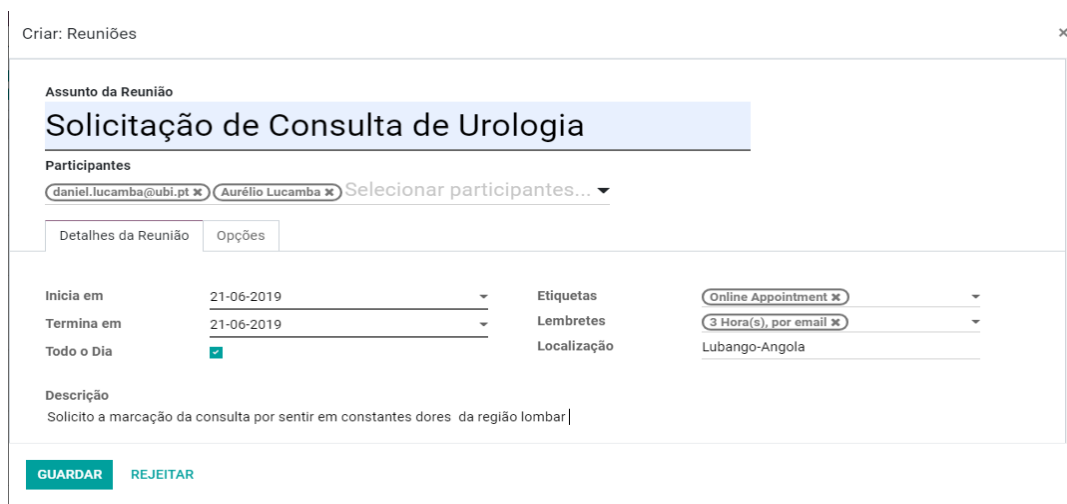 Criar: Reuniões ×
Assunto da Reunião
Solicitação de Consulta de Urologia
Participantes
daniel.lucamba@ubi.pt × Aurélio Lucamba × Selecionar participantes...
Detalhes da Reunião Opções
Inicia em 21-06-2019 Etiquetas Online Appointment ×
Termina em 21-06-2019 Lembretes 3 Hora(s), por email ×
Todo o Dia Localização Lubango-Angola
Descrição
Solicito a marcação da consulta por sentir em constantes dores da região lombar
GUARDAR REJEITAR